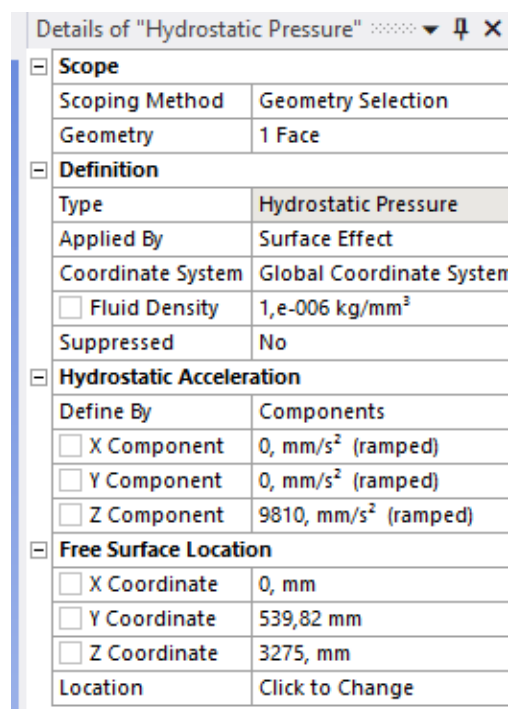 Details of "Hydrostatic Pressure"
Scope
Scoping Method Geometry Selection
Geometry 1 Face
Definition
Type Hydrostatic Pressure
Applied By Surface Effect
Coordinate System Global Coordinate System
Fluid Density 1,e-006 kg/mm³
Suppressed No
Hydrostatic Acceleration
Define By Components
X Component 0, mm/s² (ramped)
Y Component 0, mm/s² (ramped)
Z Component 9810, mm/s² (ramped)
Free Surface Location
X Coordinate 0, mm
Y Coordinate 539,82 mm
Z Coordinate 3275, mm
Location Click to Change